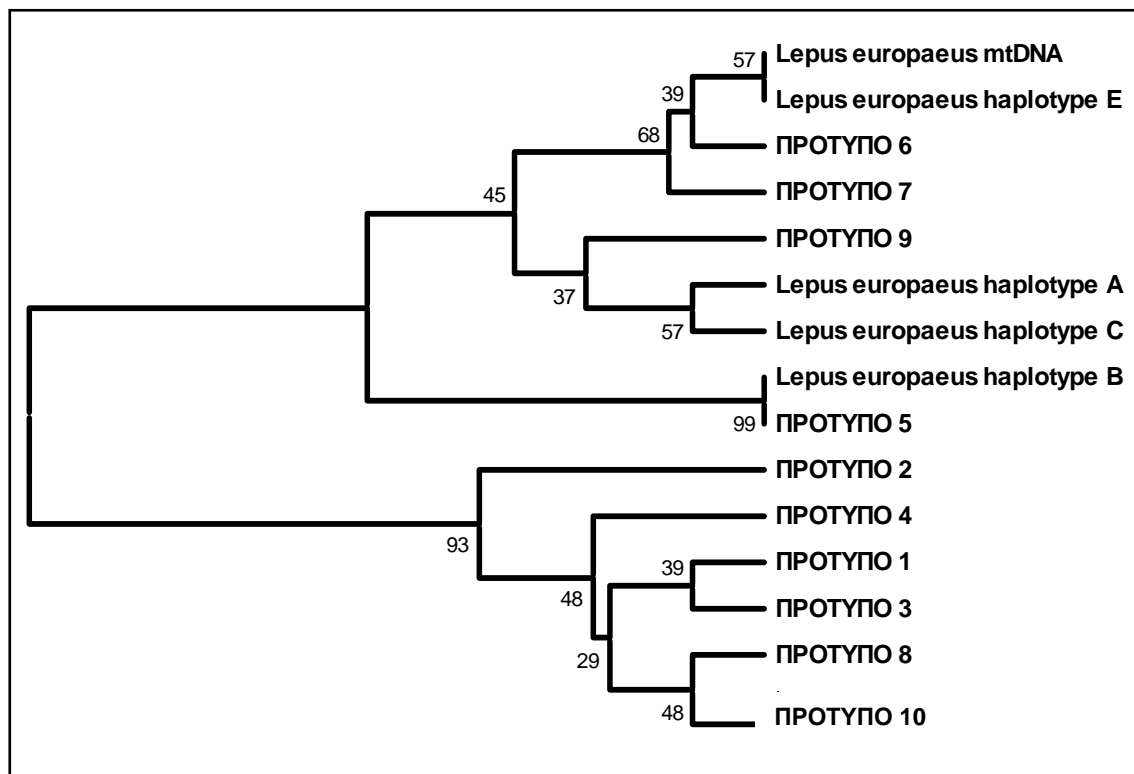 57
Lepus europaeus mtDNA
39
Lepus europaeus haplotype E
68
ΠΡΟΤΥΠΟ 6
45
ΠΡΟΤΥΠΟ 7
ΠΡΟΤΥΠΟ 9
37
Lepus europaeus haplotype A
57
Lepus europaeus haplotype C
Lepus europaeus haplotype B
99
ΠΡΟΤΥΠΟ 5
ΠΡΟΤΥΠΟ 2
93
ΠΡΟΤΥΠΟ 4
48
39
ΠΡΟΤΥΠΟ 1
ΠΡΟΤΥΠΟ 3
29
ΠΡΟΤΥΠΟ 8
48
ΠΡΟΤΥΠΟ 10